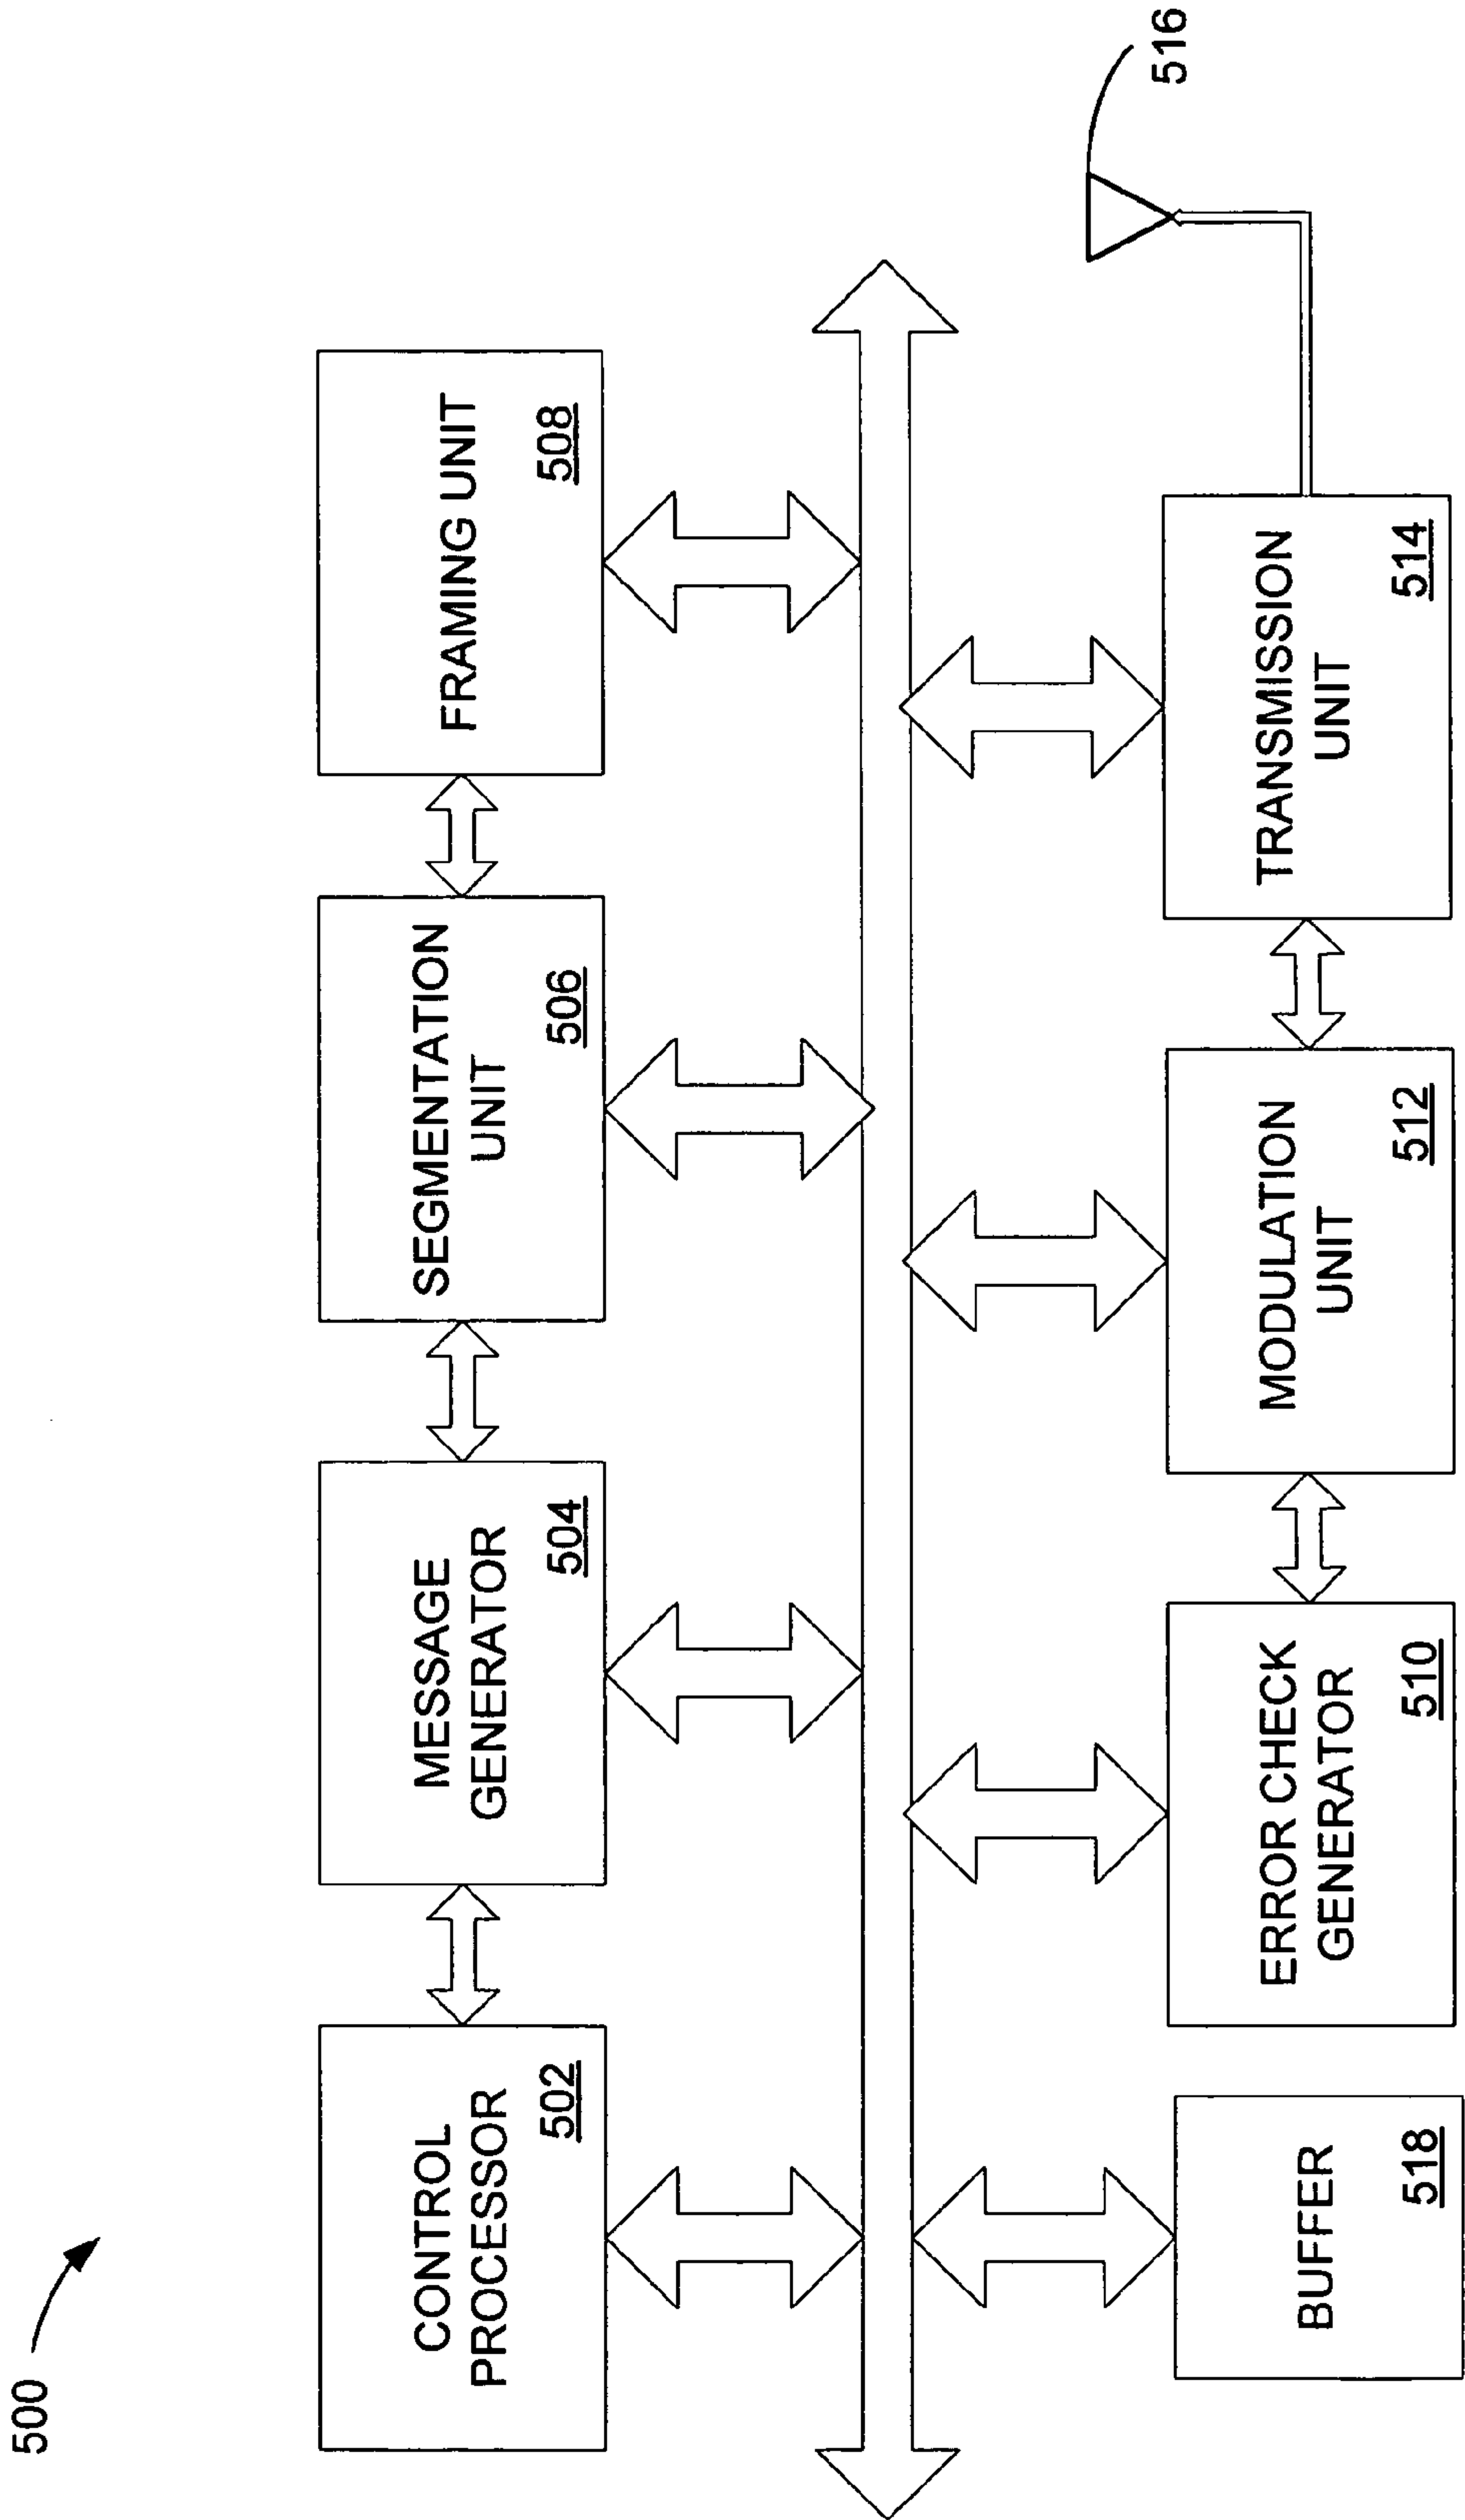 500
CONTROL
PROCESSOR
502
MESSAGE
GENERATOR
504
SEGMENTATION
UNIT
506
FRAMING UNIT
508
BUFFER
518
ERROR CHECK
GENERATOR
510
MODULATION
UNIT
512
TRANSMISSION
UNIT
514
516